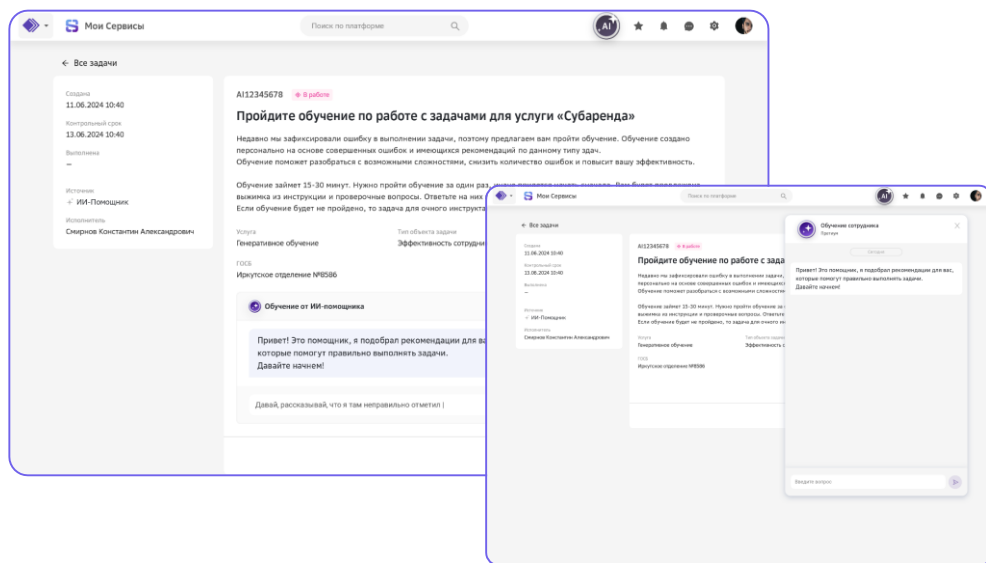 Мои Сервисы
Поиск по платформе
AI
Все задачи
Создана
11.06.2024 10:40
Контрольный срок
13.06.2024 10:40
Выполнена
—
Источник
ИИ-Помощник
Исполнитель
Смирнов Константин Александрович
AI12345678 В работе
Пройдите обучение по работе с задачами для услуги «Субаренда»
Недавно мы зафиксировали ошибку в выполнении задачи, поэтому предлагаем вам пройти обучение. Обучение создано
персонально на основе совершенных ошибок и имеющихся рекомендаций по данному типу здач.
Обучение поможет разобраться с возможными сложностями, снизить количество ошибок и повысит вашу эффективность.
Обучение займет 15-30 минут. Нужно пройти обучение за один раз,
выжимка из инструкции и проверочные вопросы. Ответьте на них
Если обучение будет не пройдено, то задача для очного инструкта
Услуга
Генеративное обучение
Тип объекта задачи
Эффективность сотрудни
ГОСБ
Иркутское отделение №8586
Обучение от ИИ-помощника
Привет! Это помощник, я подобрал рекомендации для ва
которые помогут правильно выполнять задачи.
Давайте начнем!
Давай, рассказывай, что я там неправильно отметил |
Мои Сервисы
Поиск по платформе
AI
Все задачи
Создана
11.06.2024 10:40
Контрольный срок
13.06.2024 10:40
Выполнена
—
Источник
ИИ-Помощник
Исполнитель
Смирнов Константин Александрович
AI12345678 В работе
Пройдите обучение по работе с зада
Недавно мы зафиксировали ошибку в выполнении задачи,
персонально на основе совершенных ошибок и имеющихся
Обучение поможет разобраться с возможными сложностям
Обучение займет 15-30 минут. Нужно пройти обучение за
выжимка из инструкции и проверочные вопросы. Ответьте
Если обучение будет не пройдено, то задача для очного ин
Услуга
Генеративное обучение
Тип объекта задачи
Эффективность с
ГОСБ
Иркутское отделение №8586
Обучение сотрудника
Привет! Это помощник, я подобрал рекомендации для вас,
которые помогут правильно выполнять задачи.
Давайте начнем!
Введите вопрос